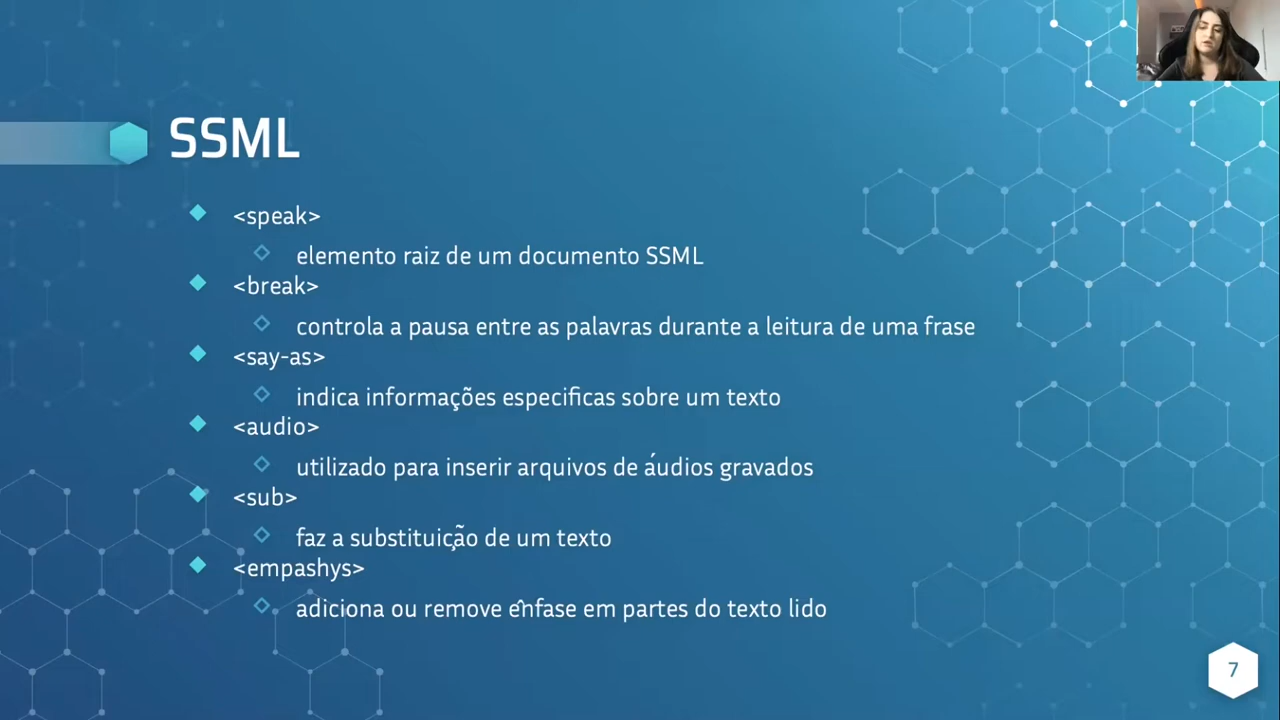 SSML
<speak>
elemento raiz de um documento SSML
<break>
controla a pausa entre as palavras durante a leitura de uma frase
<say-as>
indica informações especificas sobre um texto
<audio>
utilizado para inserir arquivos de áudios gravados
<sub>
faz a substituição de um texto
<empashys>
adiciona ou remove ênfase em partes do texto lido
7